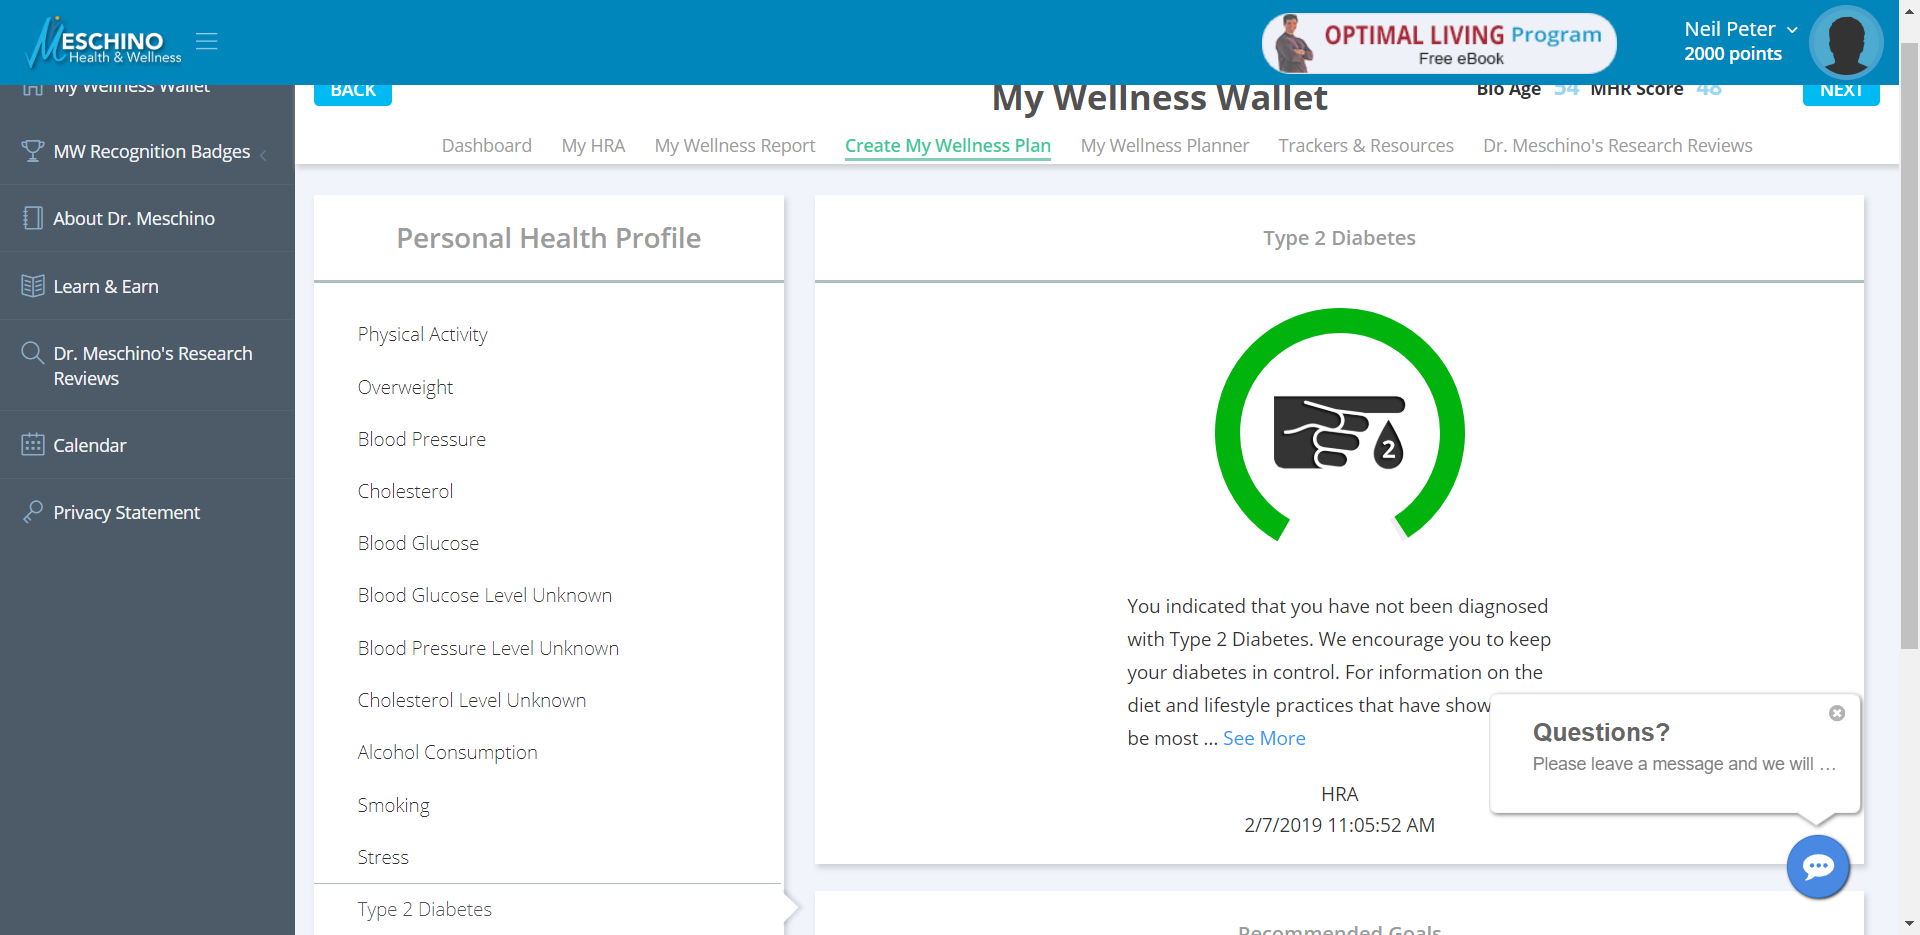 MESCHINO
Health & Wellness
OPTIMAL LIVING Program
Free eBook
Neil Peter
2000 points
My Wellness Wallet
MW Recognition Badges
About Dr. Meschino
Learn & Earn
Dr. Meschino's Research
Reviews
Calendar
Privacy Statement
BACK
My Wellness Wallet
Bio Age 54 MHR Score 48
NEXT
Dashboard My HRA My Wellness Report Create My Wellness Plan My Wellness Planner Trackers & Resources Dr. Meschino's Research Reviews
Personal Health Profile
Physical Activity
Overweight
Blood Pressure
Cholesterol
Blood Glucose
Blood Glucose Level Unknown
Blood Pressure Level Unknown
Cholesterol Level Unknown
Alcohol Consumption
Smoking
Stress
Type 2 Diabetes
Type 2 Diabetes
2
You indicated that you have not been diagnosed
with Type 2 Diabetes. We encourage you to keep
your diabetes in control. For information on the
diet and lifestyle practices that have show
be most ... See More
HRA
2/7/2019 11:05:52 AM
Questions?
Please leave a message and we will ...
Recommended Goals